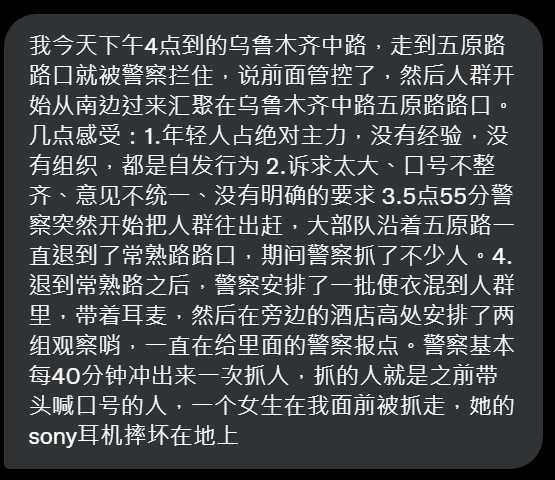 我今天下午4点到的乌鲁木齐中路，走到五原路
路口就被警察拦住，说前面管控了，然后人群开
始从南边过来汇聚在乌鲁木齐中路五原路路口。
几点感受：1.年轻人占绝对主力，没有经验，没
有组织，都是自发行为 2.诉求太大、口号不整
齐、意见不统一、没有明确的要求 3.5点55分警
察突然开始把人群往出赶，大部队沿着五原路一
直退到了常熟路路口，期间警察抓了不少人。4.
退到常熟路之后，警察安排了一批便衣混到人群
里，带着耳麦，然后在旁边的酒店高处安排了两
组观察哨，一直在给里面的警察报点。警察基本
每40分钟冲出来一次抓人，抓的人就是之前带
头喊口号的人，一个女生在我面前被抓走，她的
sony耳机摔坏在地上